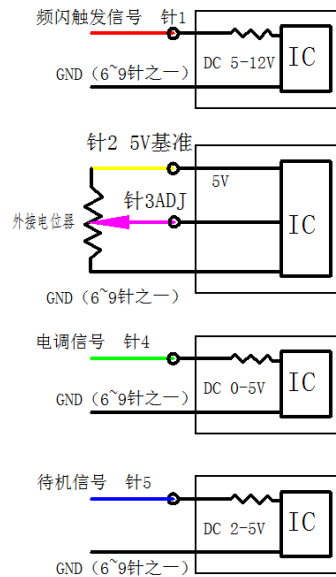 频闪触发信号 针1
DC 5-12V
IC
GND (6~9针之一)
针2 5V基准
5V
针3ADJ
外接电位器
IC
GND (6~9针之一)
电调信号 针4
DC 0-5V
IC
GND (6~9针之一)
待机信号 针5
DC 2-5V
IC
GND (6~9针之一)